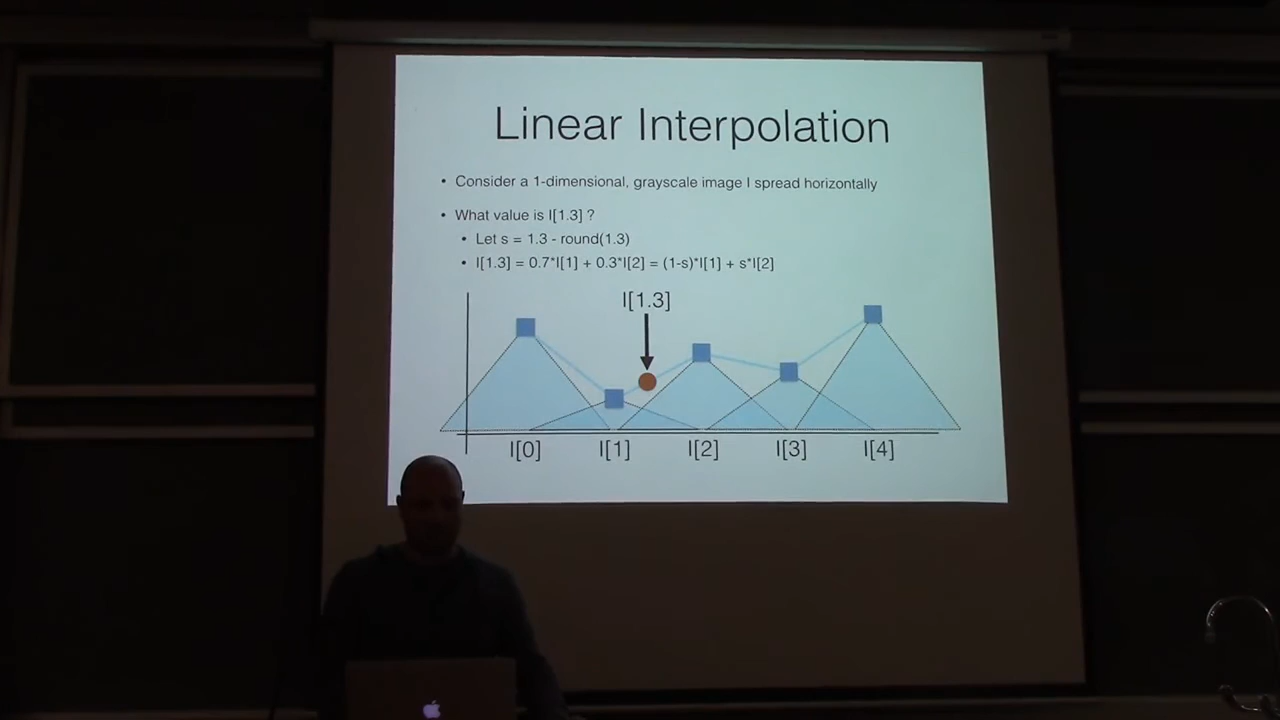 Linear Interpolation
• Consider a 1-dimensional, grayscale image I spread horizontally
• What value is I[1.3] ?
• Let s = 1.3 - round(1.3)
• I[1.3] = 0.7*I[1] + 0.3*I[2] = (1-s)*I[1] + s*I[2]
I[1.3]
I[0] I[1] I[2] I[3] I[4]